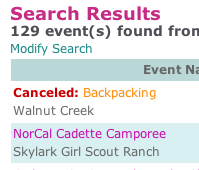 Search Results
129 event(s) found from
Modify Search
Event Na
Canceled: Backpacking
Walnut Creek
NorCal Cadette Camporee
Skylark Girl Scout Ranch